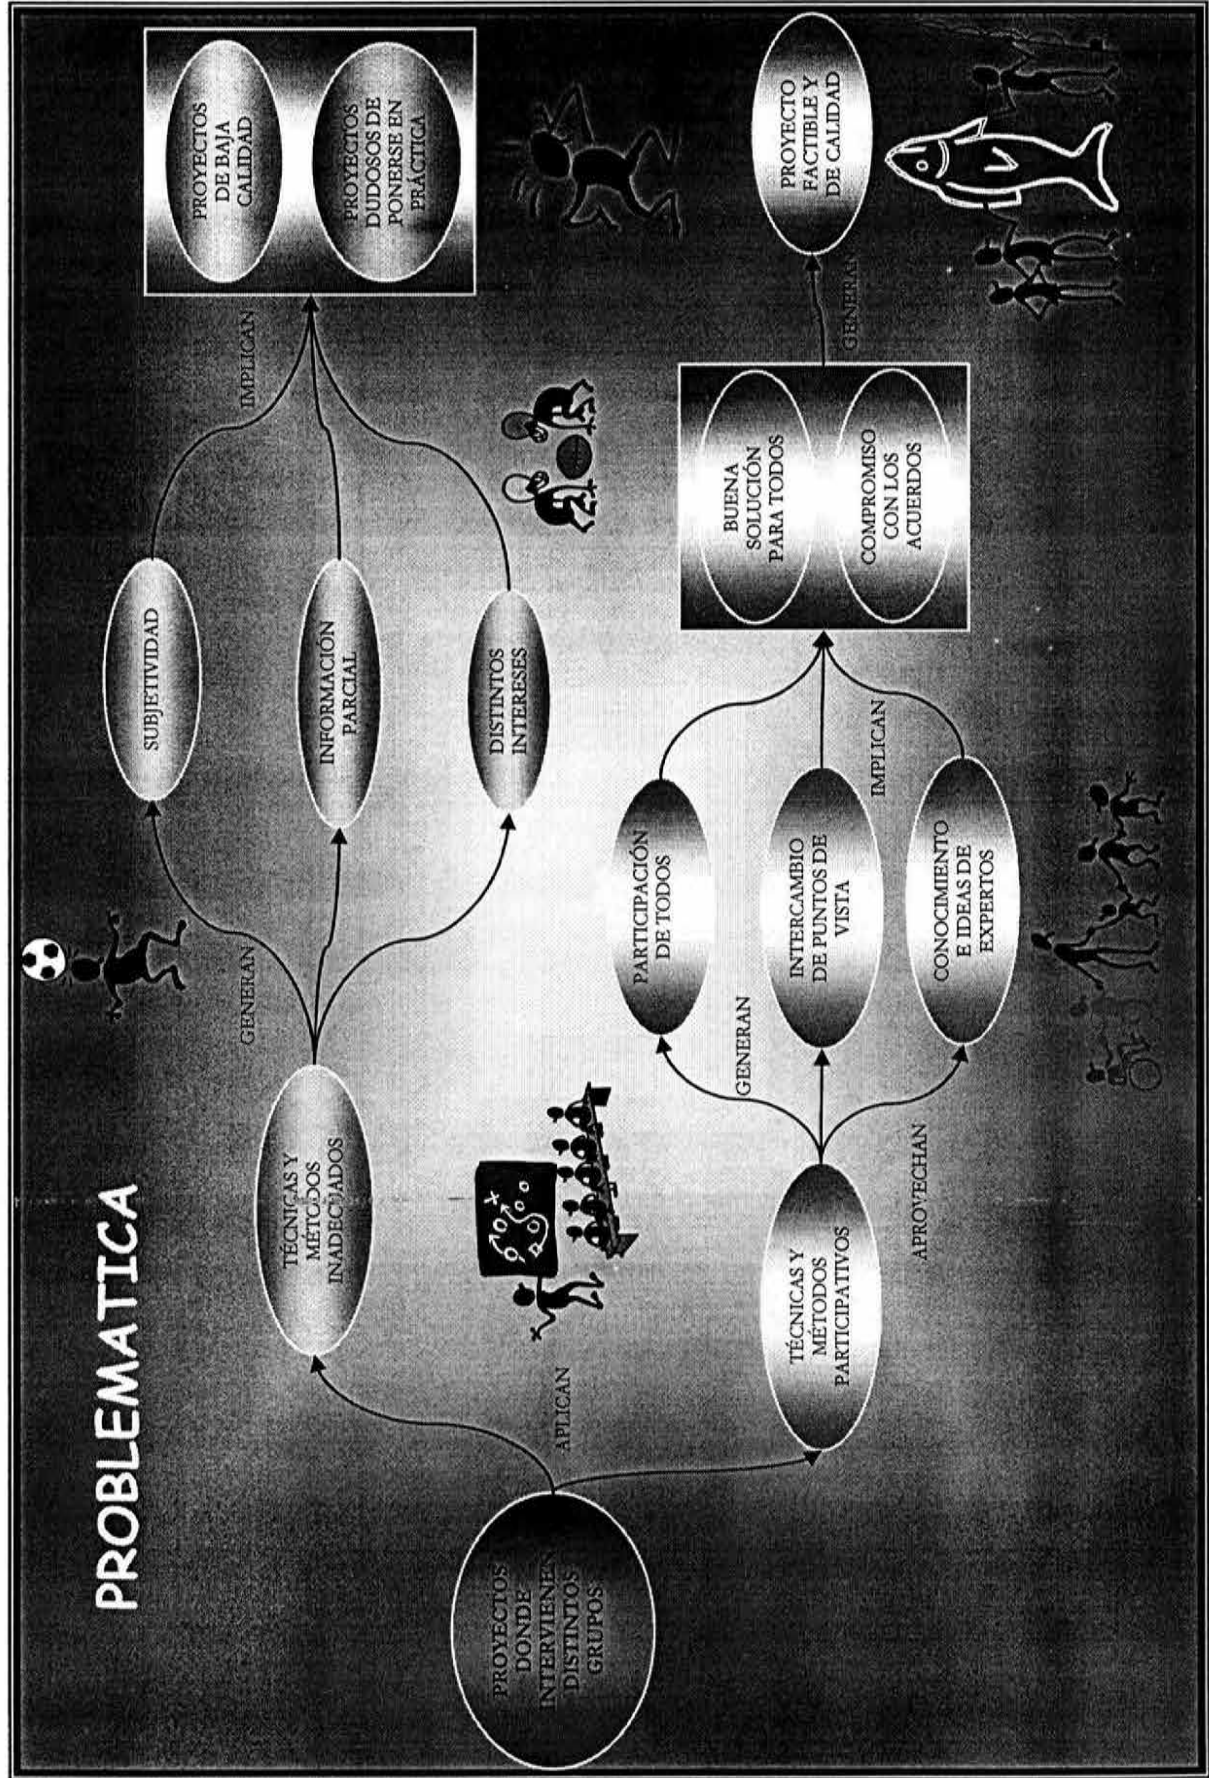 PROBLEMATICA
PROYECTOS
DONDE
INTERVIENEN
DISTINTOS
GRUPOS
APLICAN
TÉCNICAS Y
MÉTODOS
INADECUADOS
GENERAN
SUBJETIVIDAD
INFORMACIÓN
PARCIAL
DISTINTOS
INTERESES
IMPLICAN
PROYECTOS
DE BAJA
CALIDAD
PROYECTOS
DUDOSOS DE
PONERSE EN
PRÁCTICA
TÉCNICAS Y
MÉTODOS
PARTICIPATIVOS
GENERAN
APROVECHAN
PARTICIPACIÓN
DE TODOS
INTERCAMBIO
DE PUNTOS DE
VISTA
CONOCIMIENTO
E IDEAS DE
EXPERTOS
IMPLICAN
BUENA
SOLUCIÓN
PARA TODOS
COMPROMISO
CON LOS
ACUERDOS
GENERAN
PROYECTO
FACTIBLE Y
DE CALIDAD